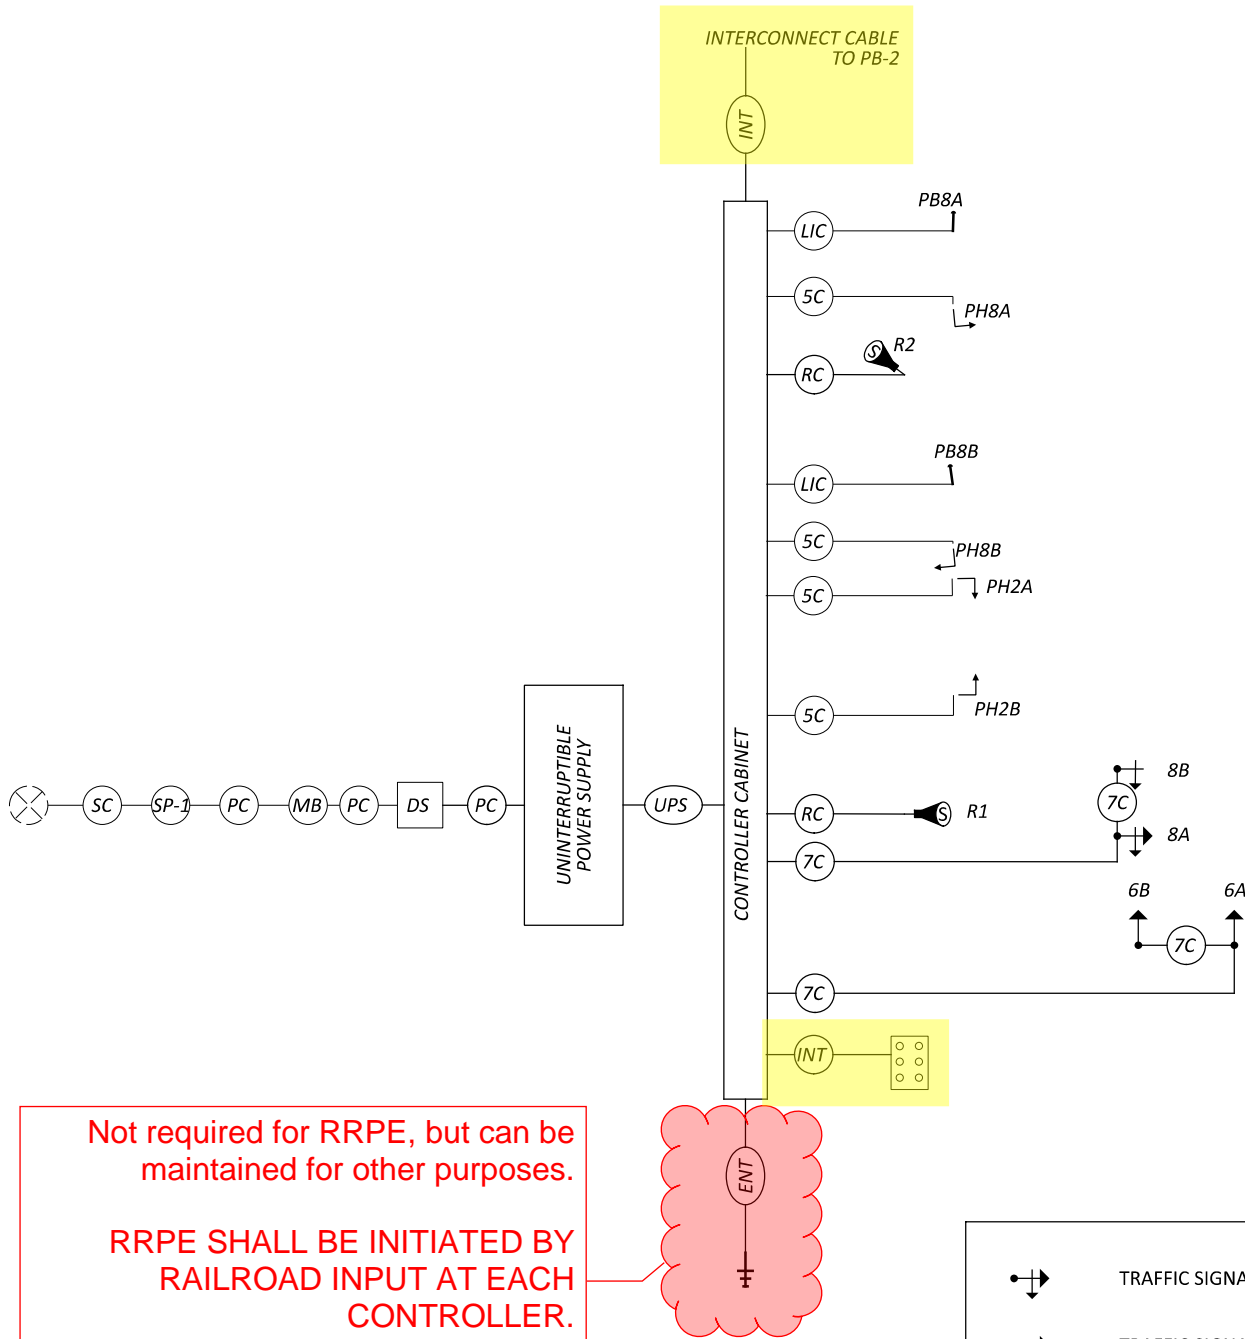 INTERCONNECT CABLE
TO PB-2
INT
PB8A
LIC
5C
PH8A
R2
S
RC
PB8B
LIC
5C
PH8B
5C
PH2A
5C
PH2B
UNINTERRUPTIBLE
POWER SUPPLY
CONTROLLER CABINET
8B
7C
SC
SP-1
PC
MB
PC
DS
PC
UPS
RC
S
R1
8A
7C
6B
6A
7C
7C
INT
Not required for RRPE, but can be
maintained for other purposes.
RRPE SHALL BE INITIATED BY
RAILROAD INPUT AT EACH
CONTROLLER.
ENT
TRAFFIC SIGNA